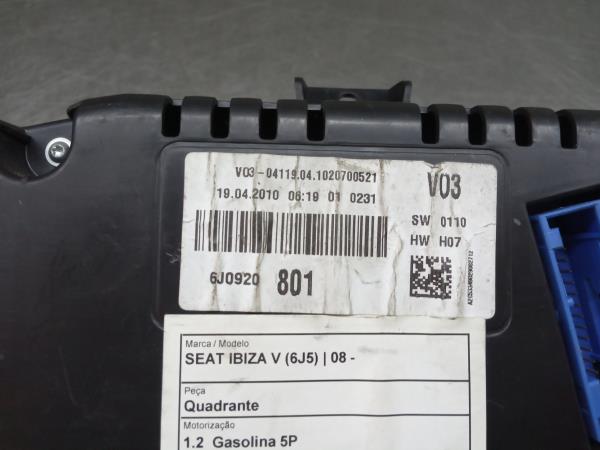 V03-04119.04.1020700521
V03
19.04.2010 06:19 01 0231
SW 0110
HW H07
6J0920 801
Marca / Modelo
SEAT IBIZA V (6J5) | 08 -
Peça
Quadrante
Motorização
1.2 Gasolina 5P